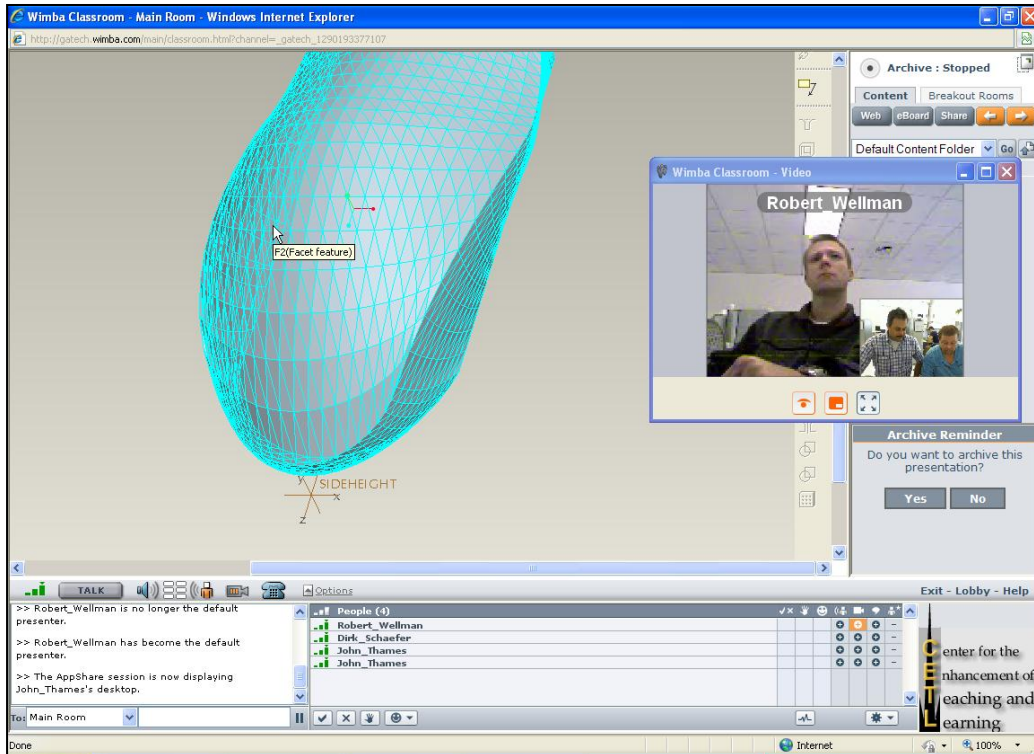 Wimba Classroom - Main Room - Windows Internet Explorer
http://gatech.wimba.com/main/classroom.html?channel=_gatech_1290193377107
Archive : Stopped
Content Breakout Rooms
Web eBoard Share
Default Content Folder Go
Wimba Classroom - Video
Robert_Wellman
F2(Facet feature)
y SIDEHEIGHT
x
z
Archive Reminder
Do you want to archive this
presentation?
Yes No
TALK Options Exit - Lobby - Help
>> Robert_Wellman is no longer the default
presenter.
>> Robert_Wellman has become the default
presenter.
>> The AppShare session is now displaying
John_Thames's desktop.
To: Main Room
People (4)
Robert_Wellman
Dirk_Schaefer
John_Thames
John_Thames
Center for the
Enhancement of
Teaching and
Learning
Done Internet 100%